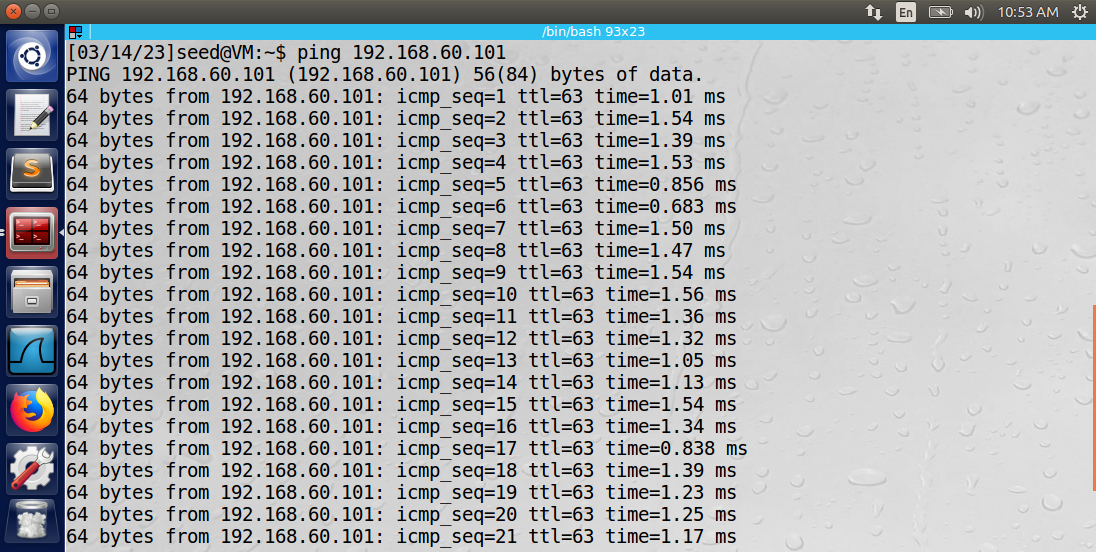 En 10:53 AM
/bin/bash 93x23
[03/14/23]seed@VM:~$ ping 192.168.60.101
PING 192.168.60.101 (192.168.60.101) 56(84) bytes of data.
64 bytes from 192.168.60.101: icmp_seq=1 ttl=63 time=1.01 ms
64 bytes from 192.168.60.101: icmp_seq=2 ttl=63 time=1.54 ms
64 bytes from 192.168.60.101: icmp_seq=3 ttl=63 time=1.39 ms
64 bytes from 192.168.60.101: icmp_seq=4 ttl=63 time=1.53 ms
64 bytes from 192.168.60.101: icmp_seq=5 ttl=63 time=0.856 ms
64 bytes from 192.168.60.101: icmp_seq=6 ttl=63 time=0.683 ms
64 bytes from 192.168.60.101: icmp_seq=7 ttl=63 time=1.50 ms
64 bytes from 192.168.60.101: icmp_seq=8 ttl=63 time=1.47 ms
64 bytes from 192.168.60.101: icmp_seq=9 ttl=63 time=1.54 ms
64 bytes from 192.168.60.101: icmp_seq=10 ttl=63 time=1.56 ms
64 bytes from 192.168.60.101: icmp_seq=11 ttl=63 time=1.36 ms
64 bytes from 192.168.60.101: icmp_seq=12 ttl=63 time=1.32 ms
64 bytes from 192.168.60.101: icmp_seq=13 ttl=63 time=1.05 ms
64 bytes from 192.168.60.101: icmp_seq=14 ttl=63 time=1.13 ms
64 bytes from 192.168.60.101: icmp_seq=15 ttl=63 time=1.54 ms
64 bytes from 192.168.60.101: icmp_seq=16 ttl=63 time=1.34 ms
64 bytes from 192.168.60.101: icmp_seq=17 ttl=63 time=0.838 ms
64 bytes from 192.168.60.101: icmp_seq=18 ttl=63 time=1.39 ms
64 bytes from 192.168.60.101: icmp_seq=19 ttl=63 time=1.23 ms
64 bytes from 192.168.60.101: icmp_seq=20 ttl=63 time=1.25 ms
64 bytes from 192.168.60.101: icmp_seq=21 ttl=63 time=1.17 ms